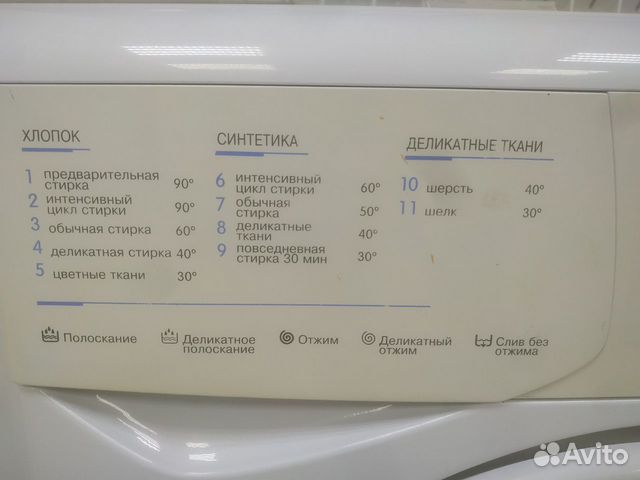 ХЛОПОК
1 предварительная
стирка 90°
2 интенсивный
цикл стирки 90°
3 обычная стирка 60°
4 деликатная стирка 40°
5 цветные ткани 30°
СИНТЕТИКА
6 интенсивный
цикл стирки 60°
7 обычная
стирка 50°
8 деликатные
ткани 40°
9 повседневная
стирка 30 мин 30°
ДЕЛИКАТНЫЕ ТКАНИ
10 шерсть 40°
11 шелк 30°
Полоскание
Деликатное
полоскание
Отжим
Деликатный
отжим
Слив без
отжима
Avito